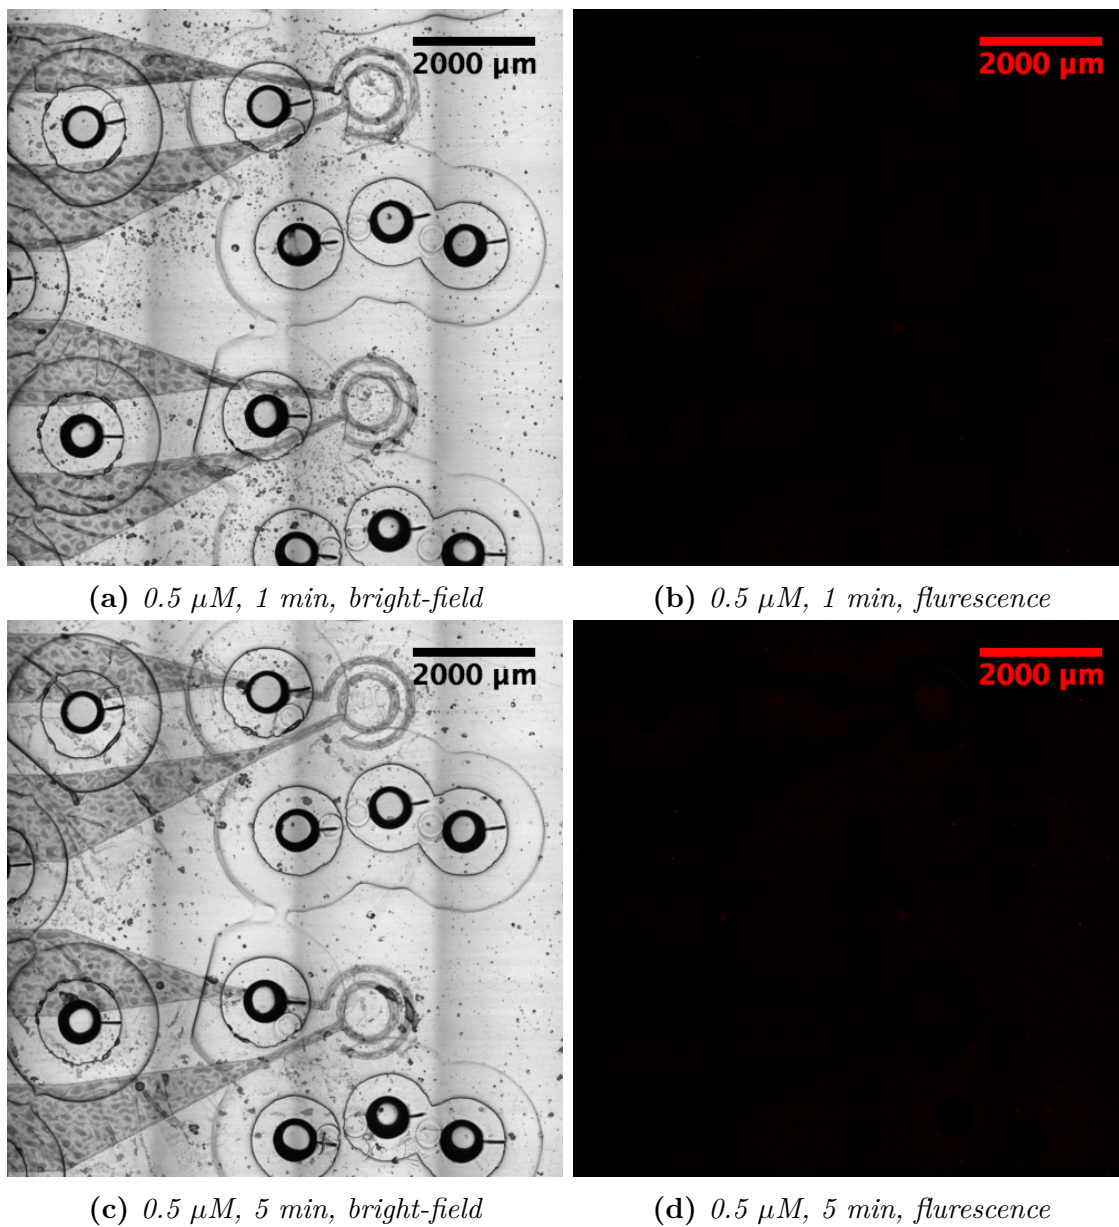 2000 μm
2000 μm
(a) 0.5 μM, 1 min, bright-field
(b) 0.5 μM, 1 min, flurescence
2000 μm
2000 μm
(c) 0.5 μM, 5 min, bright-field
(d) 0.5 μM, 5 min, flurescence